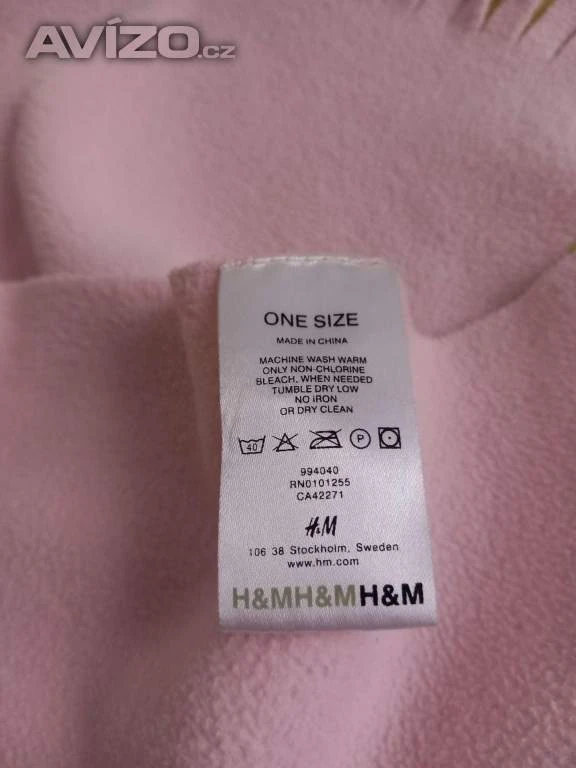 AVÍZO.cz
ONE SIZE
MADE IN CHINA
MACHINE WASH WARM
ONLY NON-CHLORINE
BLEACH, WHEN NEEDED
TUMBLE DRY LOW
NO IRON
OR DRY CLEAN
40 P
994040
RN0101255
CA42271
H&M
106 38 Stockholm, Sweden
www.hm.com
H&MH&MH&M